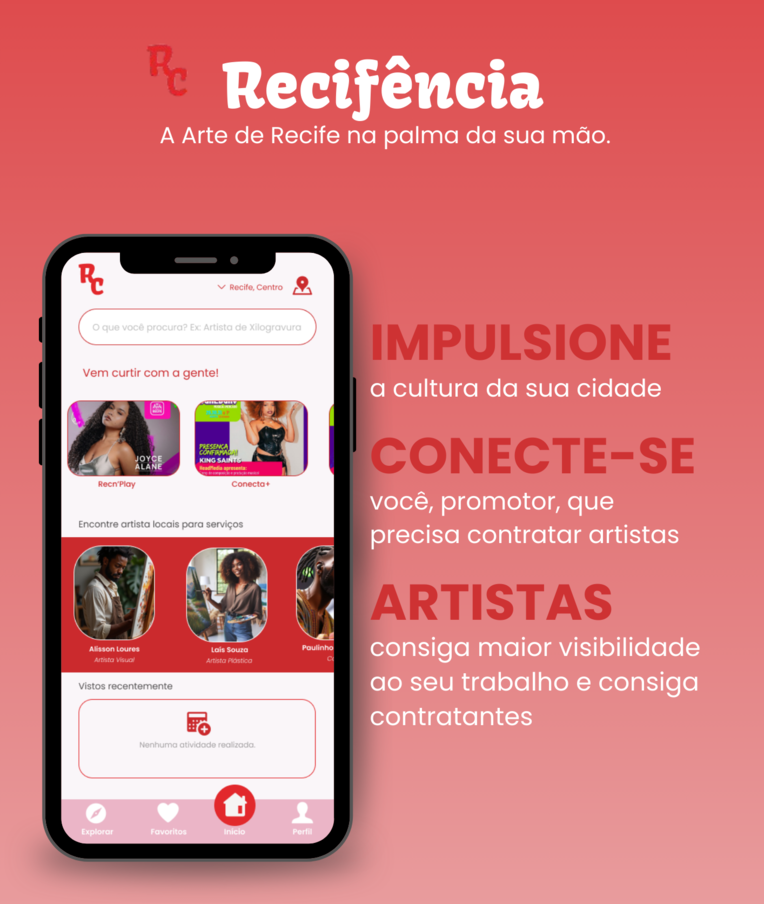 RC
Recifência
A Arte de Recife na palma da sua mão.
RC
Recife, Centro
O que você procura? Ex: Artista de Xilogravura
Vem curtir com a gente!
JOYCE
ALANE
PRESENÇA
CONFIRMADA
KING SAINTS
HeadMedia apresenta:
Recn'Play
Conecta+
Encontre artista locais para serviços
Alisson Loures
Artista Visual
Laís Souza
Artista Plástica
Paulinho
Vistos recentemente
Nenhuma atividade realizada.
Explorar
Favoritos
Início
Perfil
IMPULSIONE
a cultura da sua cidade
CONECTE-SE
você, promotor, que
precisa contratar artistas
ARTISTAS
consiga maior visibilidade
ao seu trabalho e consiga
contratantes